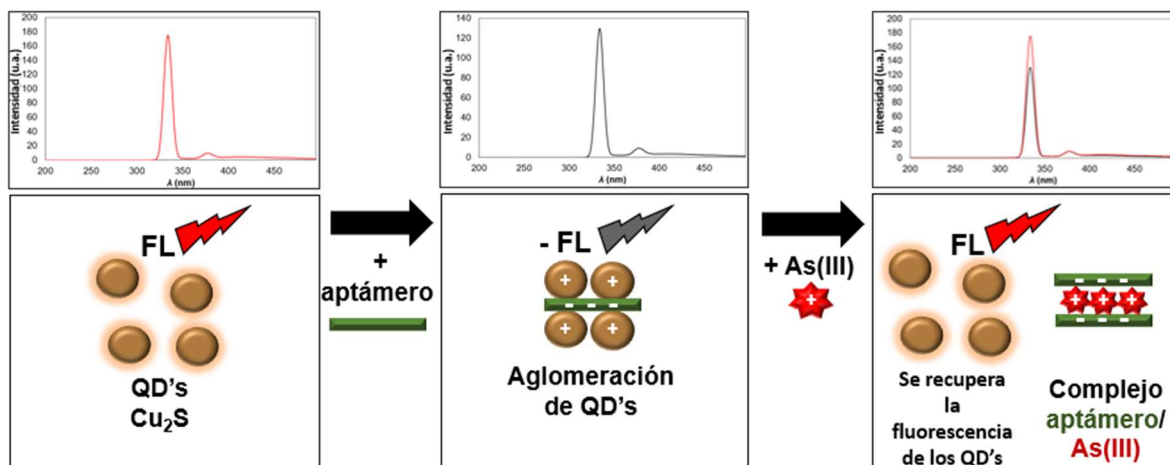 200
180
160
140
120
100
80
60
40
20
0
Intensidad (u.a.)
200 250 300 350 400 450
λ (nm)
140
120
100
80
60
40
20
0
Intensidad (u.a.)
200 250 300 350 400 450
λ (nm)
200
180
160
140
120
100
80
60
40
20
0
Intensidad (u.a.)
200 250 300 350 400 450
λ (nm)
FL
QD's
Cu₂S
+
aptámero
- FL
+ +
- - - -
+ +
Aglomeración
de QD's
+ As(III)
+
FL
Se recupera
la
fluorescencia
de los QD's
- - - -
+ + +
- - - -
Complejo
aptámero/
As(III)